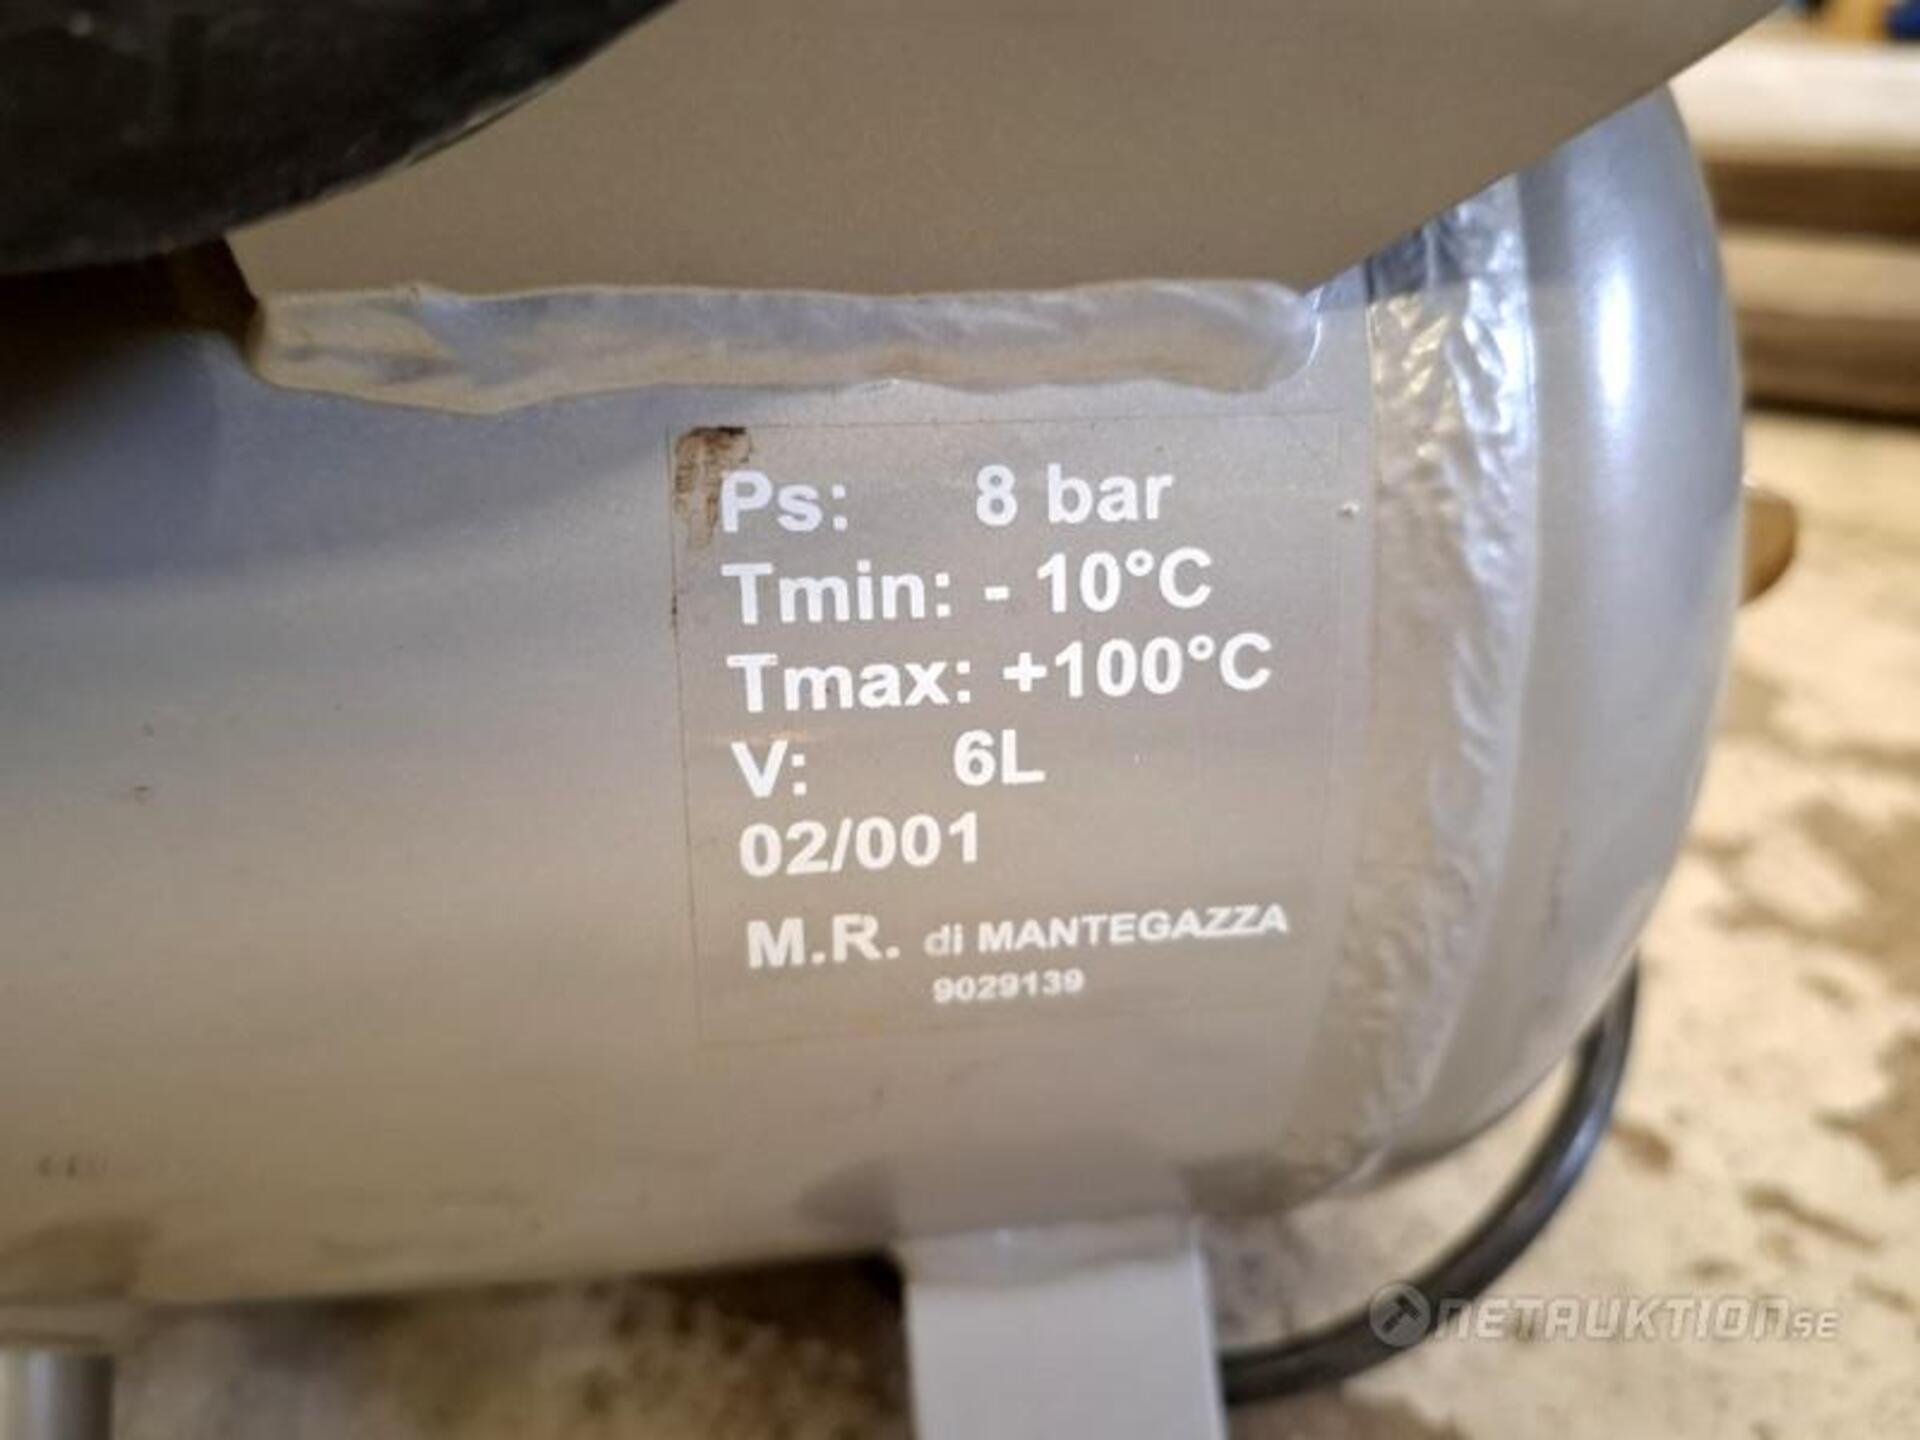 Ps: 8 bar
Tmin: - 10°C
Tmax: +100°C
V: 6L
02/001
M.R. di MANTEGAZZA
9029139
NETAUKTION.SE